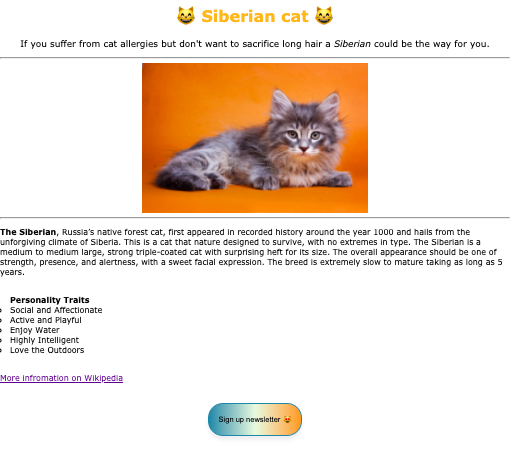 😺 Siberian cat 😺
If you suffer from cat allergies but don't want to sacrifice long hair a Siberian could be the way for you.
The Siberian, Russia's native forest cat, first appeared in recorded history around the year 1000 and hails from the
unforgiving climate of Siberia. This is a cat that nature designed to survive, with no extremes in type. The Siberian is a
medium to medium large, strong triple-coated cat with surprising heft for its size. The overall appearance should be one of
strength, presence, and alertness, with a sweet facial expression. The breed is extremely slow to mature taking as long as 5
years.
Personality Traits
Social and Affectionate
Active and Playful
Enjoy Water
Highly Intelligent
Love the Outdoors
More infromation on Wikipedia
Sign up newsletter 😍